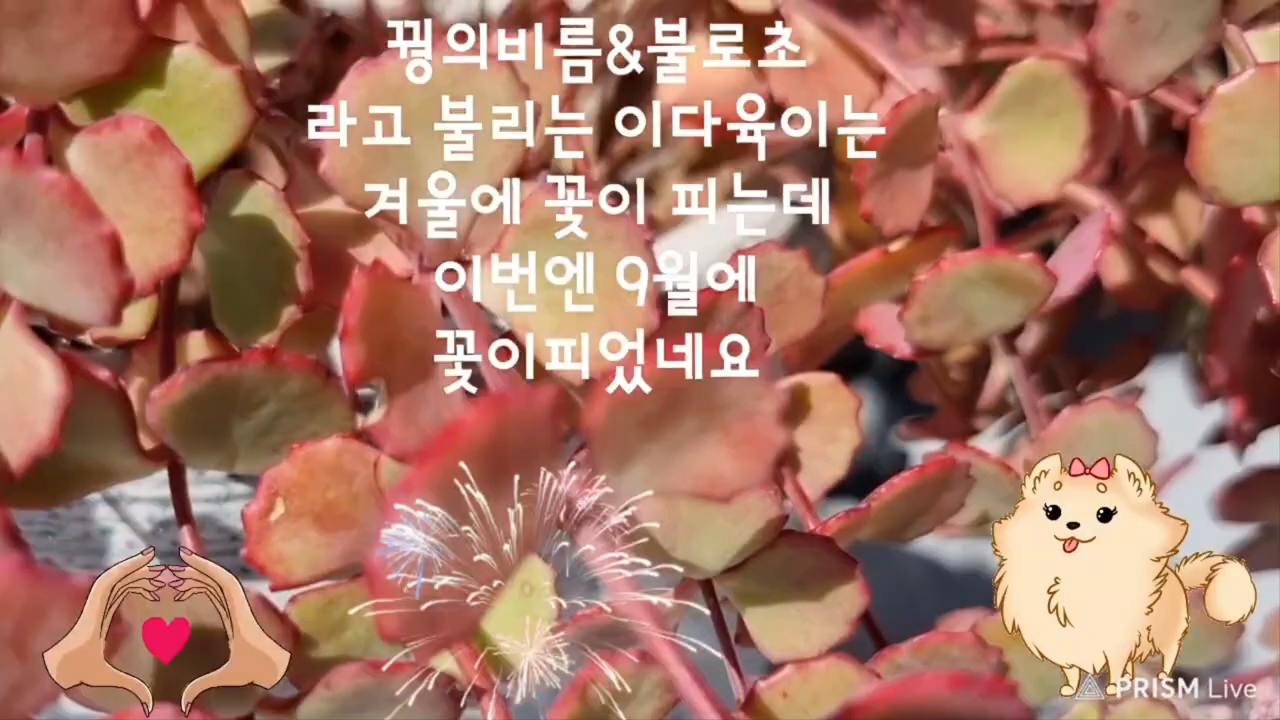 꿩의비름&불로초
라고 불리는 이다육이는
겨울에 꽃이 피는데
이번엔 9월에
꽃이피었네요
PRISM Live